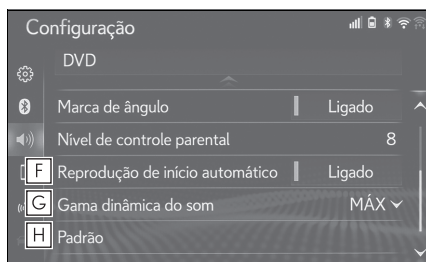 Configuração
DVD
Marca de ângulo Ligado
Nível de controle parental 8
F Reprodução de início automático Ligado
G Gama dinâmica do som MÁX
H Padrão